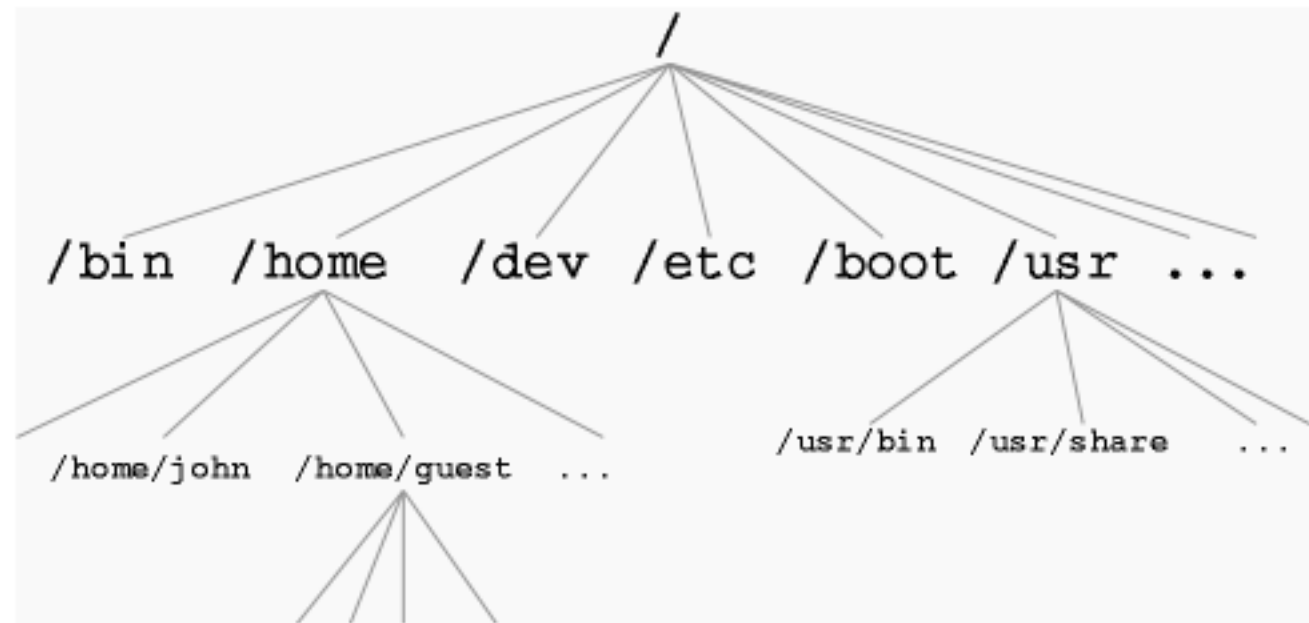 /
/bin /home /dev /etc /boot /usr ...
/usr/bin /usr/share ...
/home/john /home/guest ...